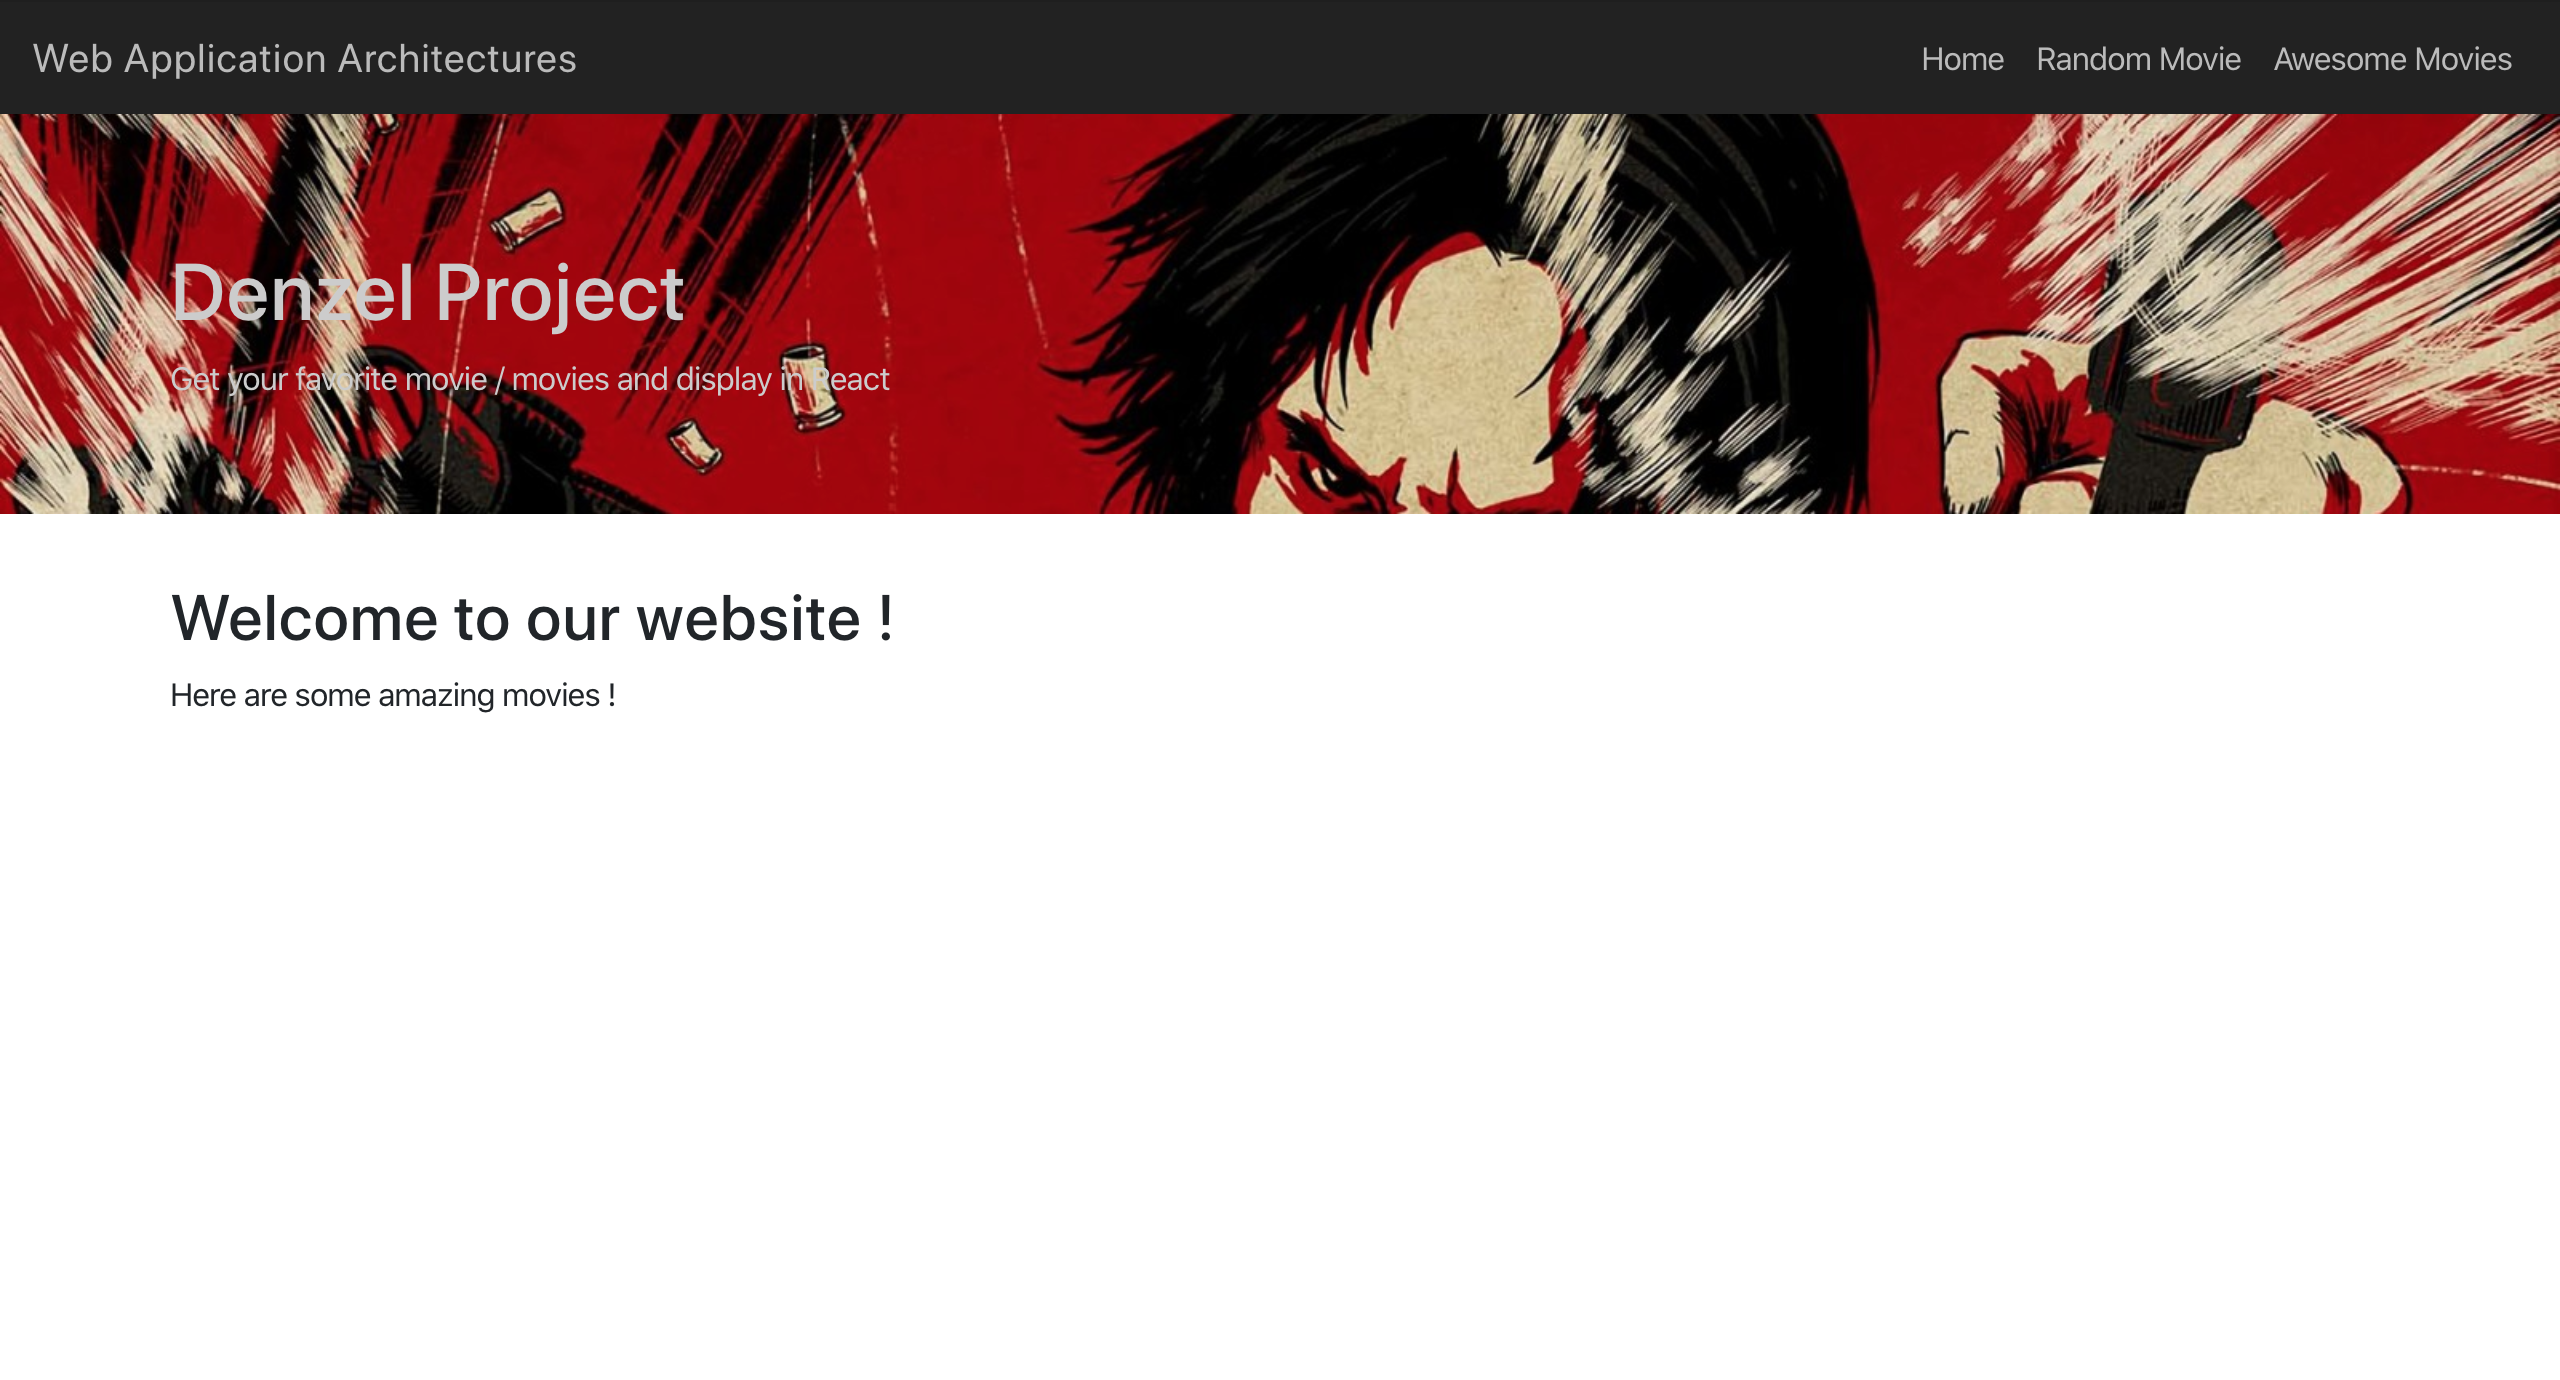 Web Application Architectures
Home Random Movie Awesome Movies
Denzel Project
Get your favorite movie / movies and display in React
Welcome to our website !
Here are some amazing movies !